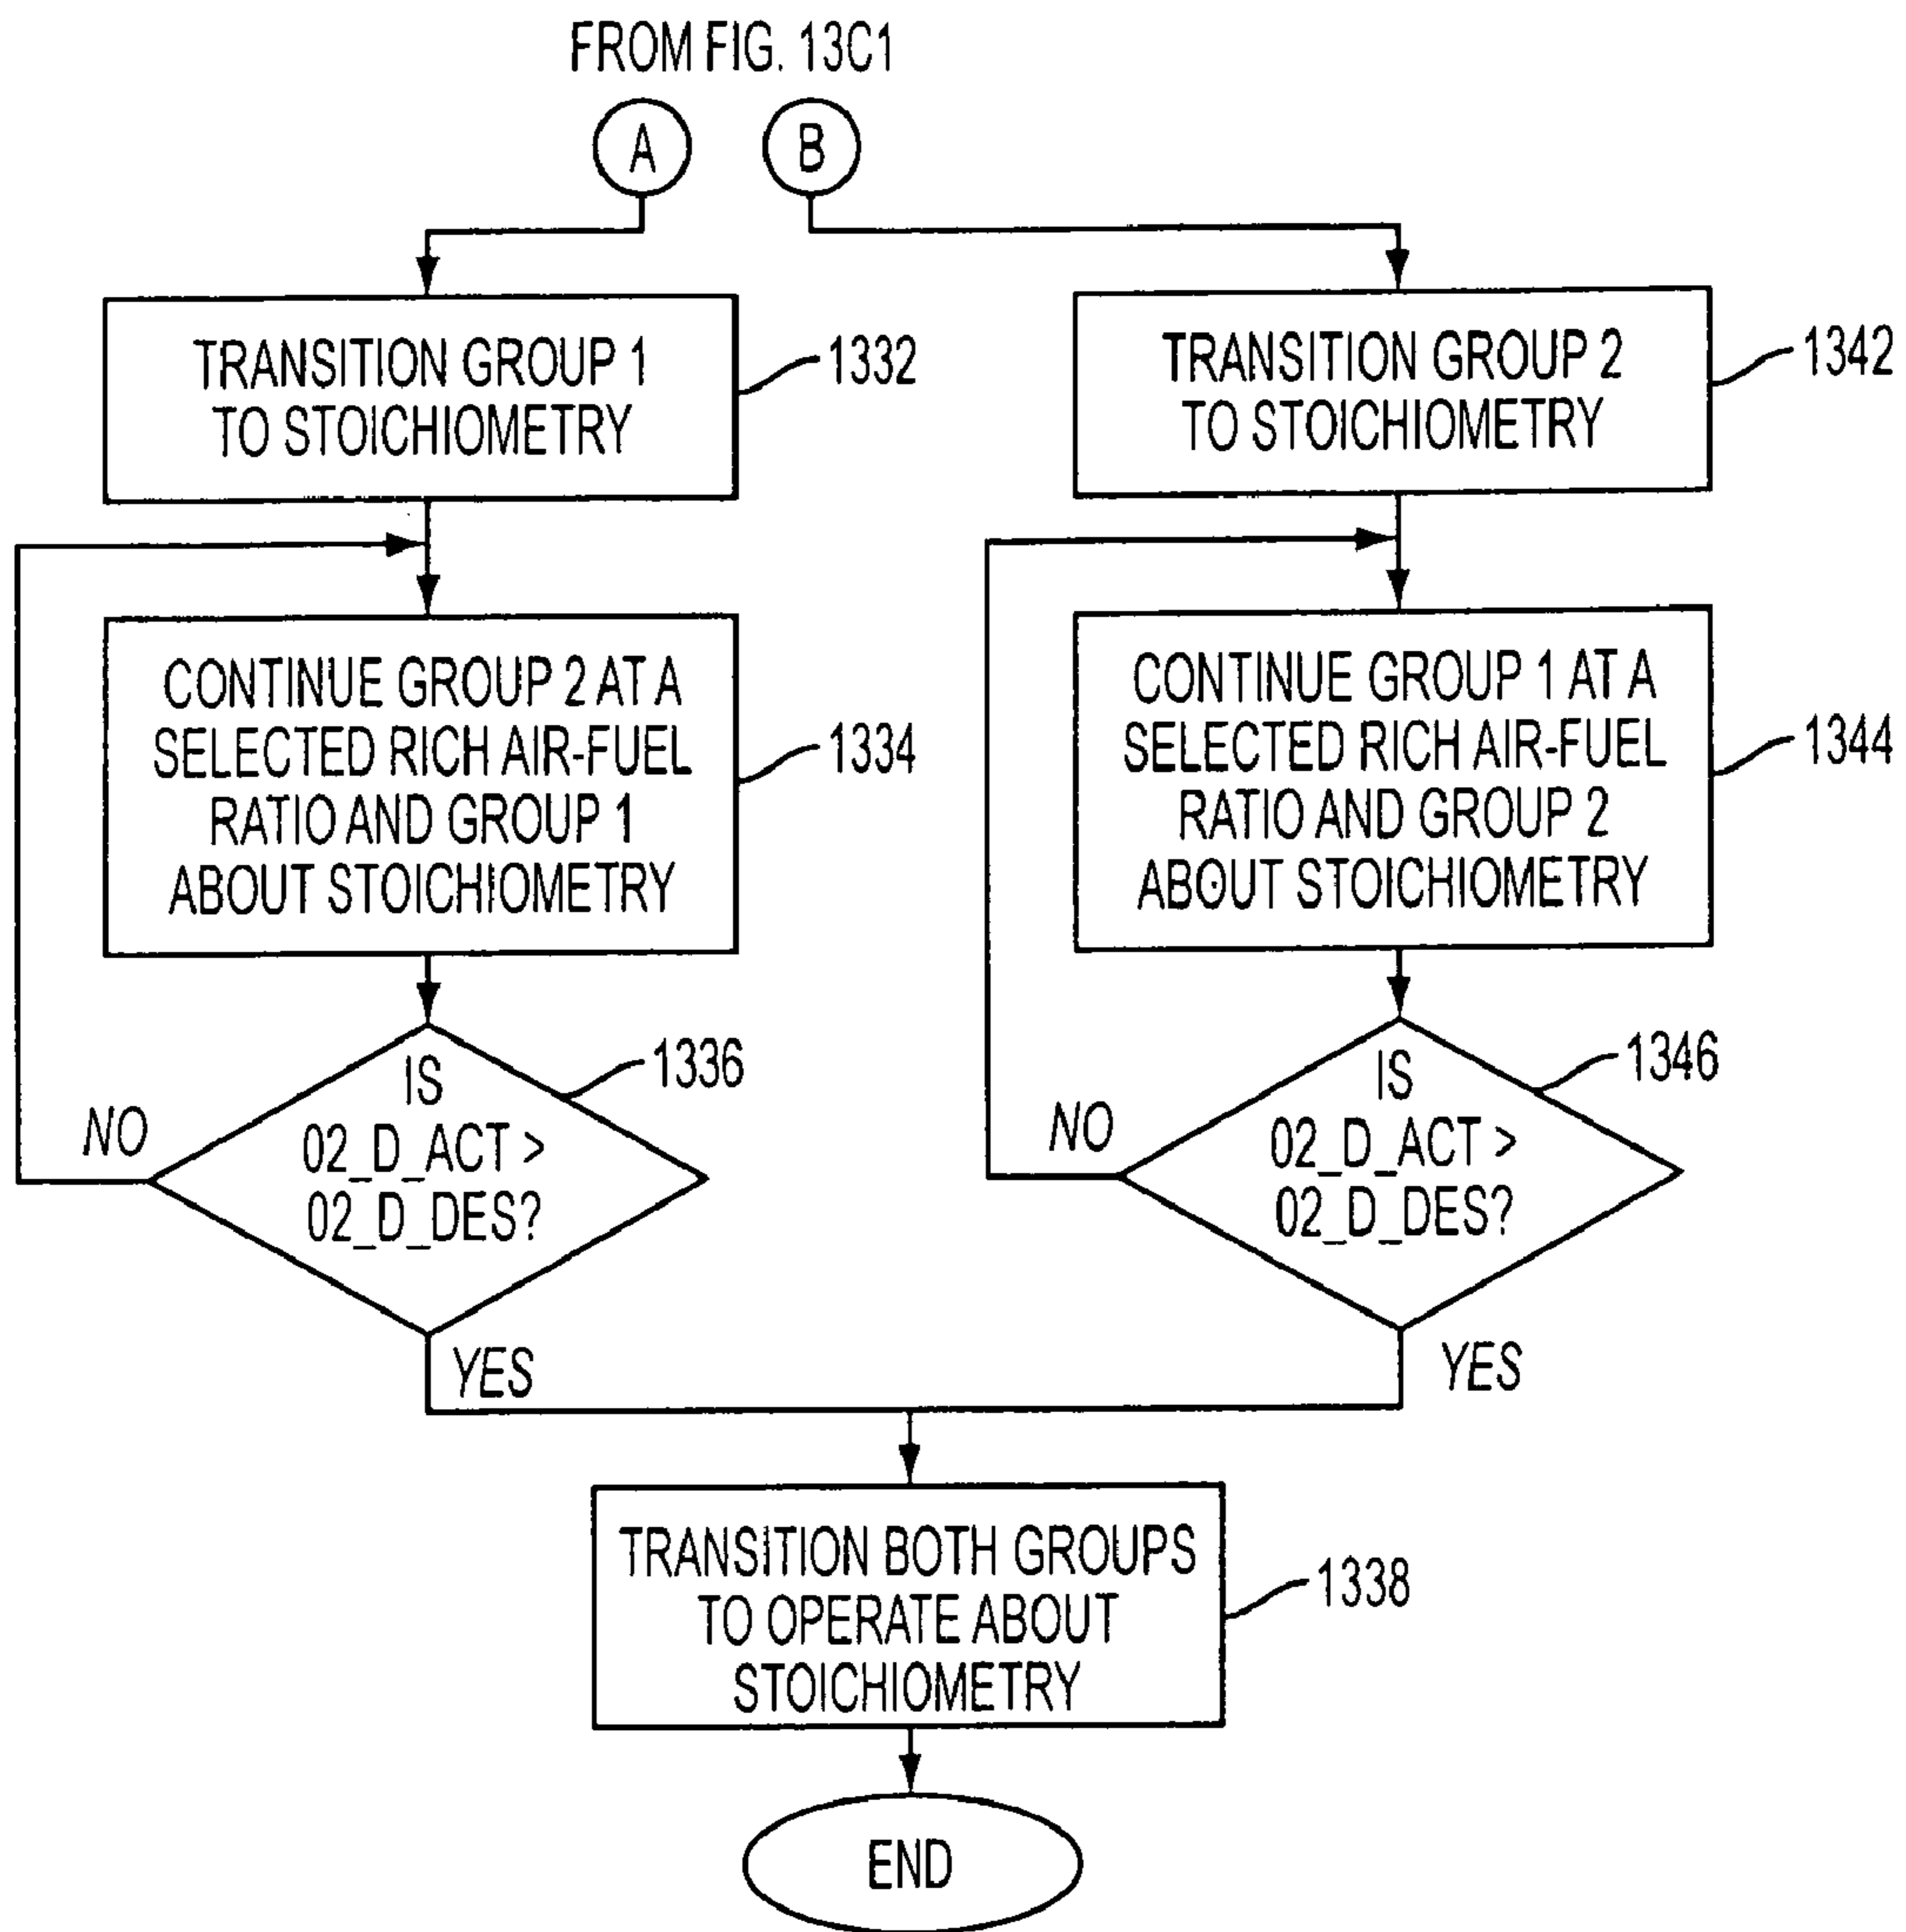 FROM FIG. 13C1
A
B
TRANSITION GROUP 1
TO STOICHIOMETRY
1332
TRANSITION GROUP 2
TO STOICHIOMETRY
1342
CONTINUE GROUP 2 AT A
SELECTED RICH AIR-FUEL
RATIO AND GROUP 1
ABOUT STOICHIOMETRY
1334
CONTINUE GROUP 1 AT A
SELECTED RICH AIR-FUEL
RATIO AND GROUP 2
ABOUT STOICHIOMETRY
1344
IS
02_D_ACT >
02_D_DES?
1336
NO
YES
IS
02_D_ACT >
02_D_DES?
1346
NO
YES
TRANSITION BOTH GROUPS
TO OPERATE ABOUT
STOICHIOMETRY
1338
END